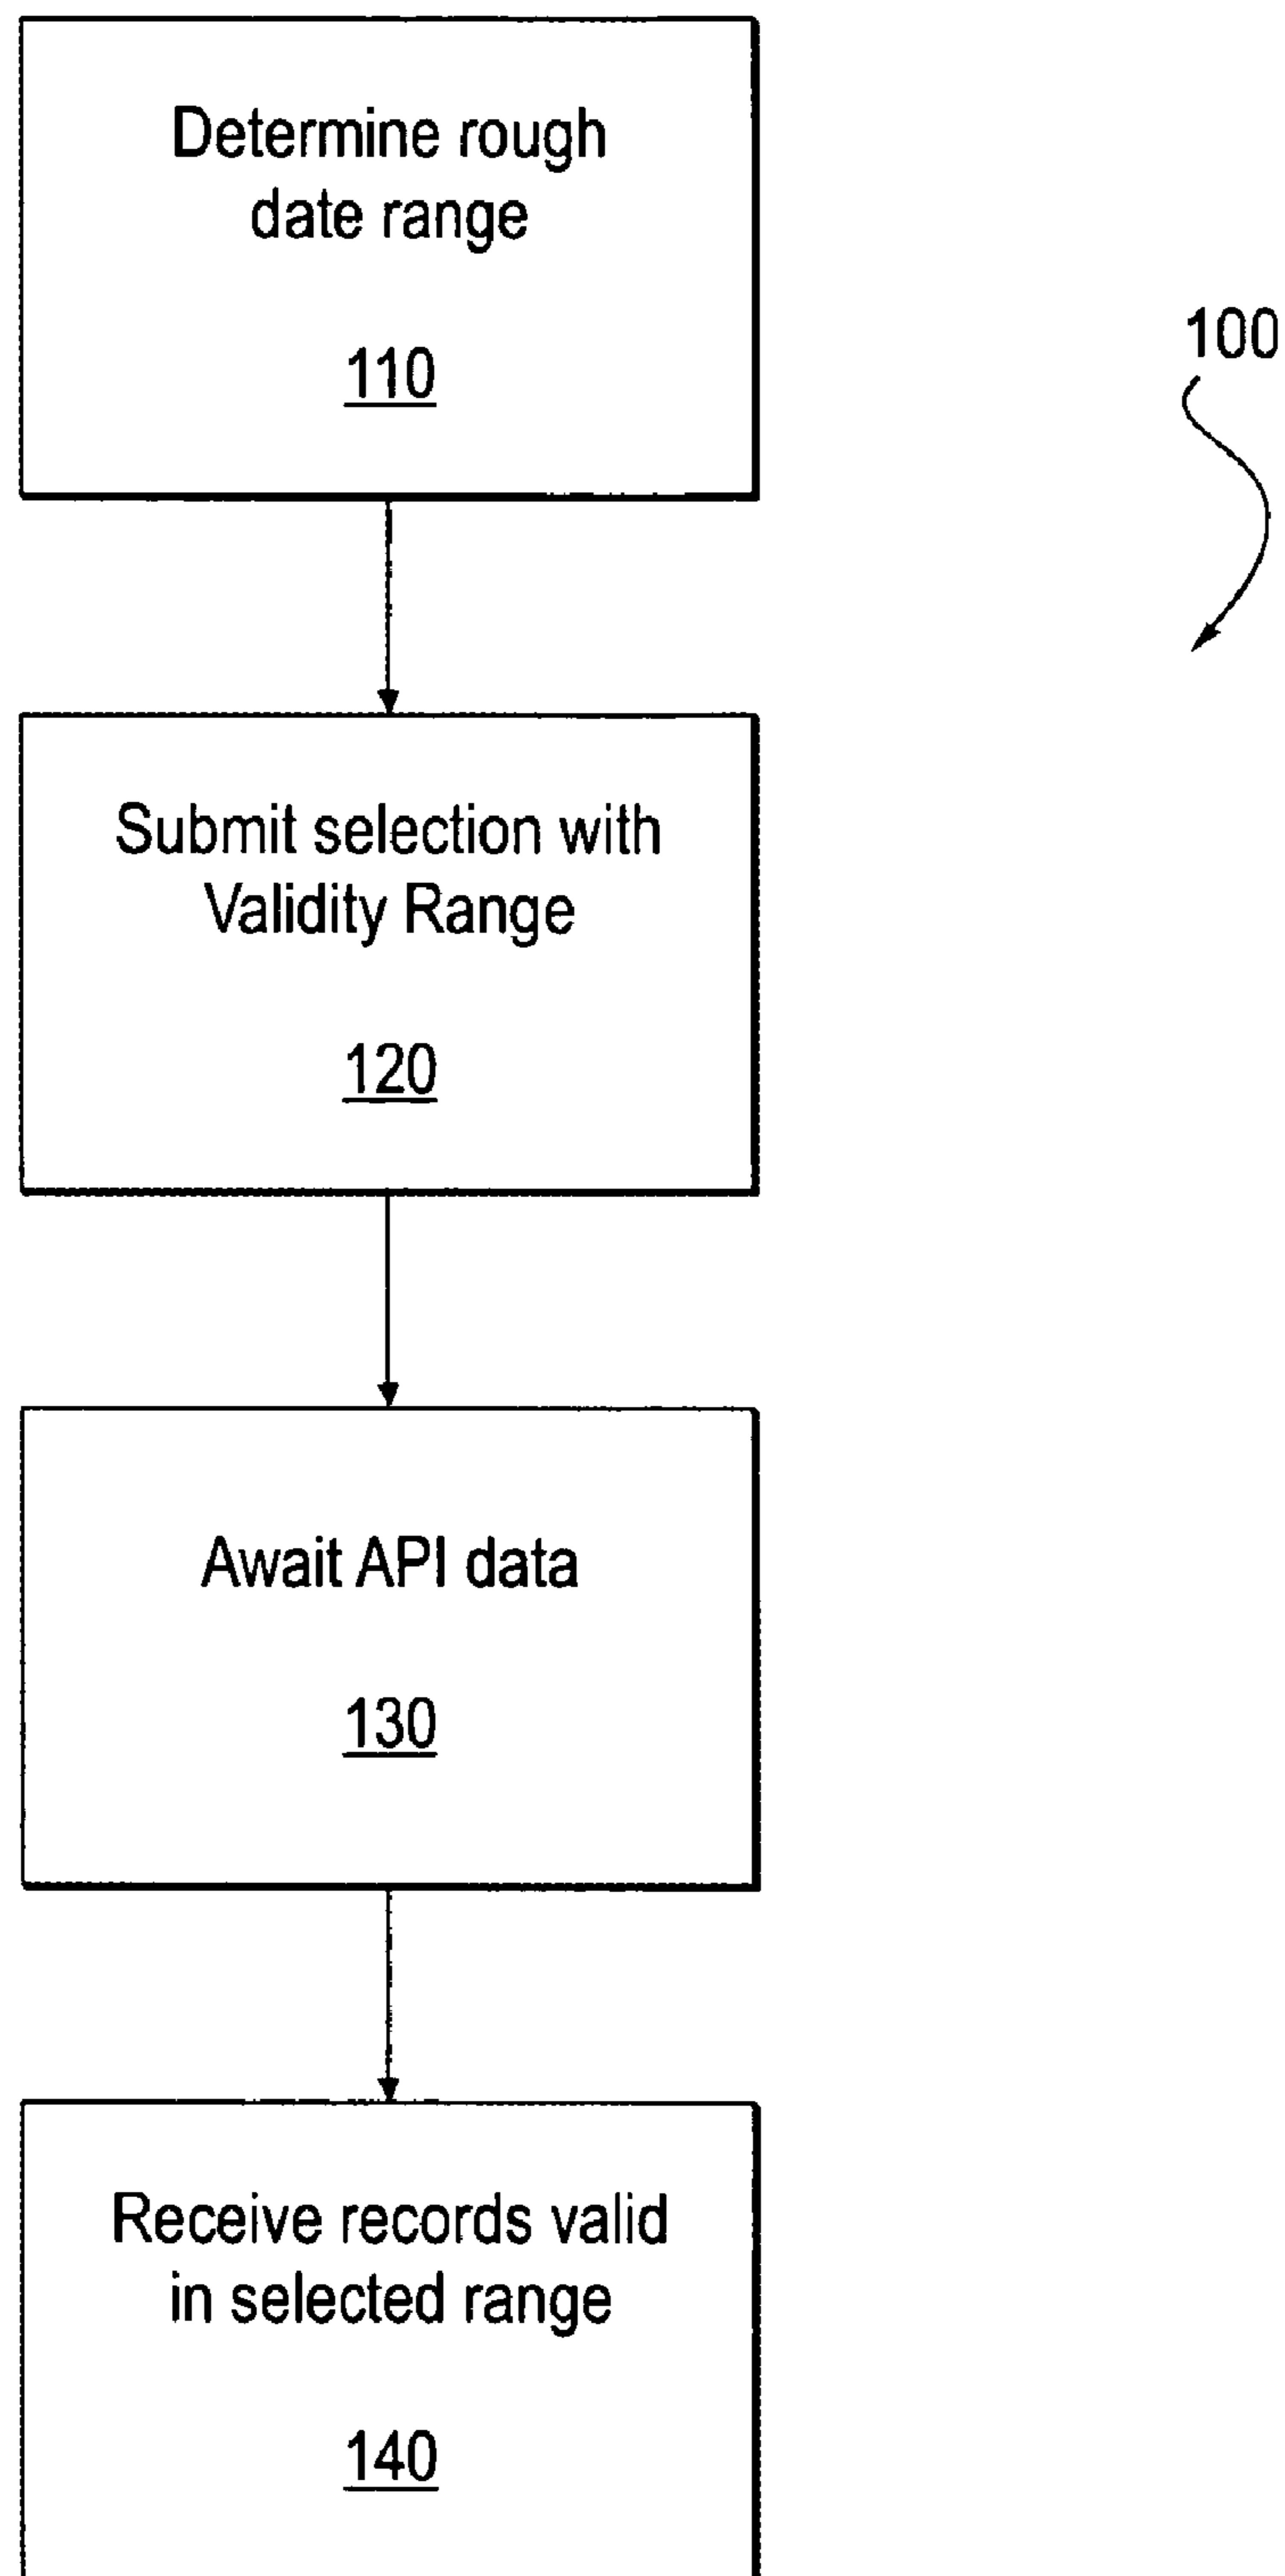 Determine rough
date range
110
100
Submit selection with
Validity Range
120
Await API data
130
Receive records valid
in selected range
140